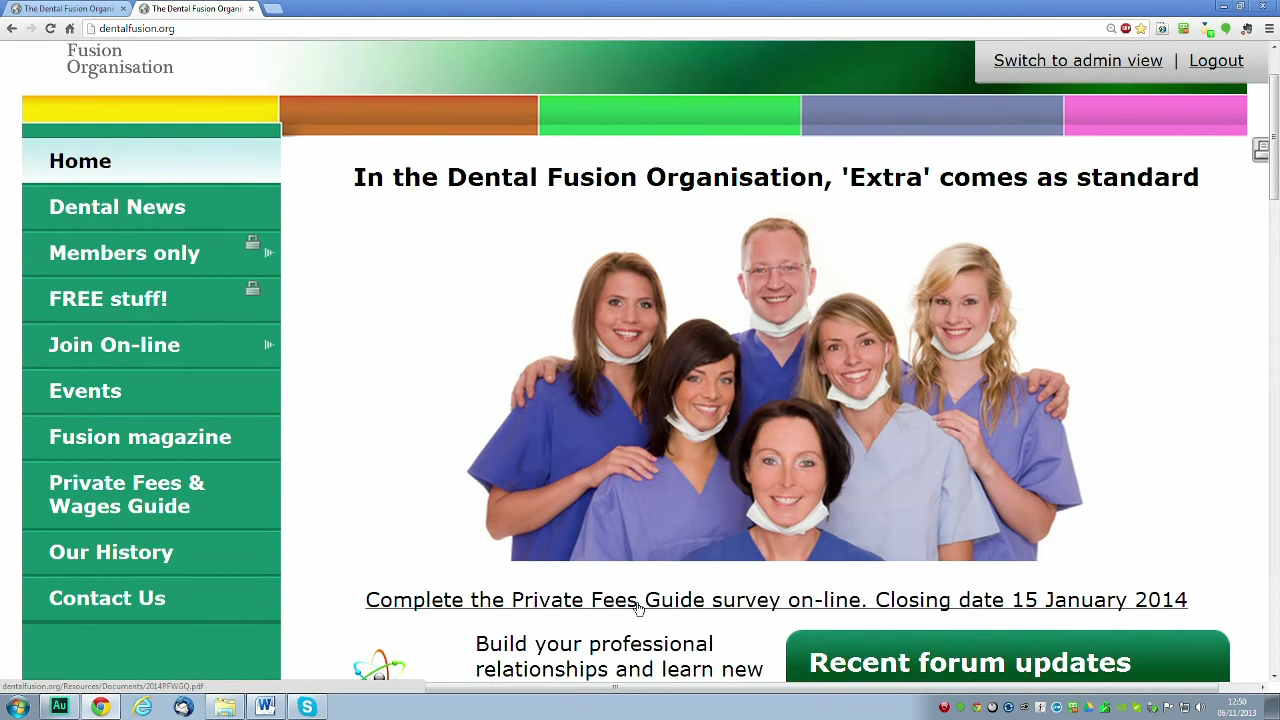 The Dental Fusion Organis
The Dental Fusion Organis
dentalfusion.org
Fusion
Organisation
Switch to admin view | Logout
Home
Dental News
Members only
FREE stuff!
Join On-line
Events
Fusion magazine
Private Fees &
Wages Guide
Our History
Contact Us
In the Dental Fusion Organisation, 'Extra' comes as standard
Complete the Private Fees Guide survey on-line. Closing date 15 January 2014
Build your professional
relationships and learn new
Recent forum updates
dentalfusion.org/Resources/Documents/2014PFWGQ.pdf
Au
12:50
06/11/2013